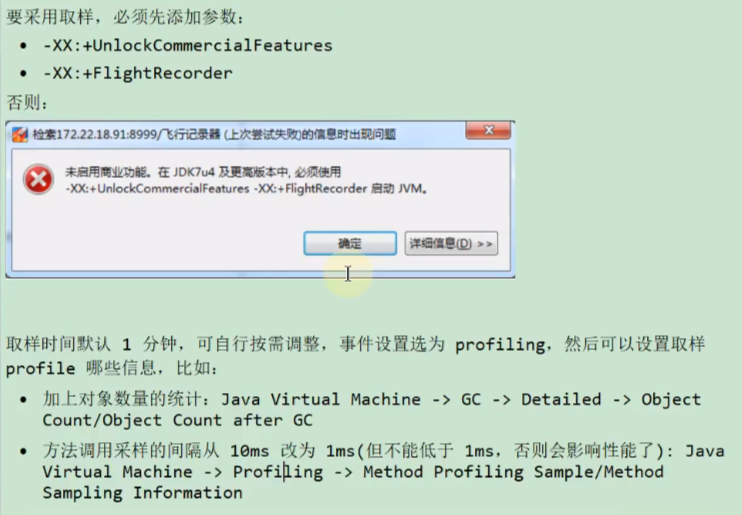 要采用取样，必须先添加参数：
• -XX:+UnlockCommercialFeatures
• -XX:+FlightRecorder
否则：
检索172.22.18.91:8999/飞行记录器 (上次尝试失败)的信息时出现问题
未启用商业功能。在 JDK7u4 及更高版本中, 必须使用
-XX:+UnlockCommercialFeatures -XX:+FlightRecorder 启动 JVM。
确定
详细信息(D) >>
取样时间默认 1 分钟，可自行按需调整，事件设置选为 profiling，然后可以设置取样
profile 哪些信息，比如：
• 加上对象数量的统计：Java Virtual Machine -> GC -> Detailed -> Object
Count/Object Count after GC
• 方法调用采样的间隔从 10ms 改为 1ms(但不能低于 1ms，否则会影响性能了)：Java
Virtual Machine -> Profiling -> Method Profiling Sample/Method
Sampling Information